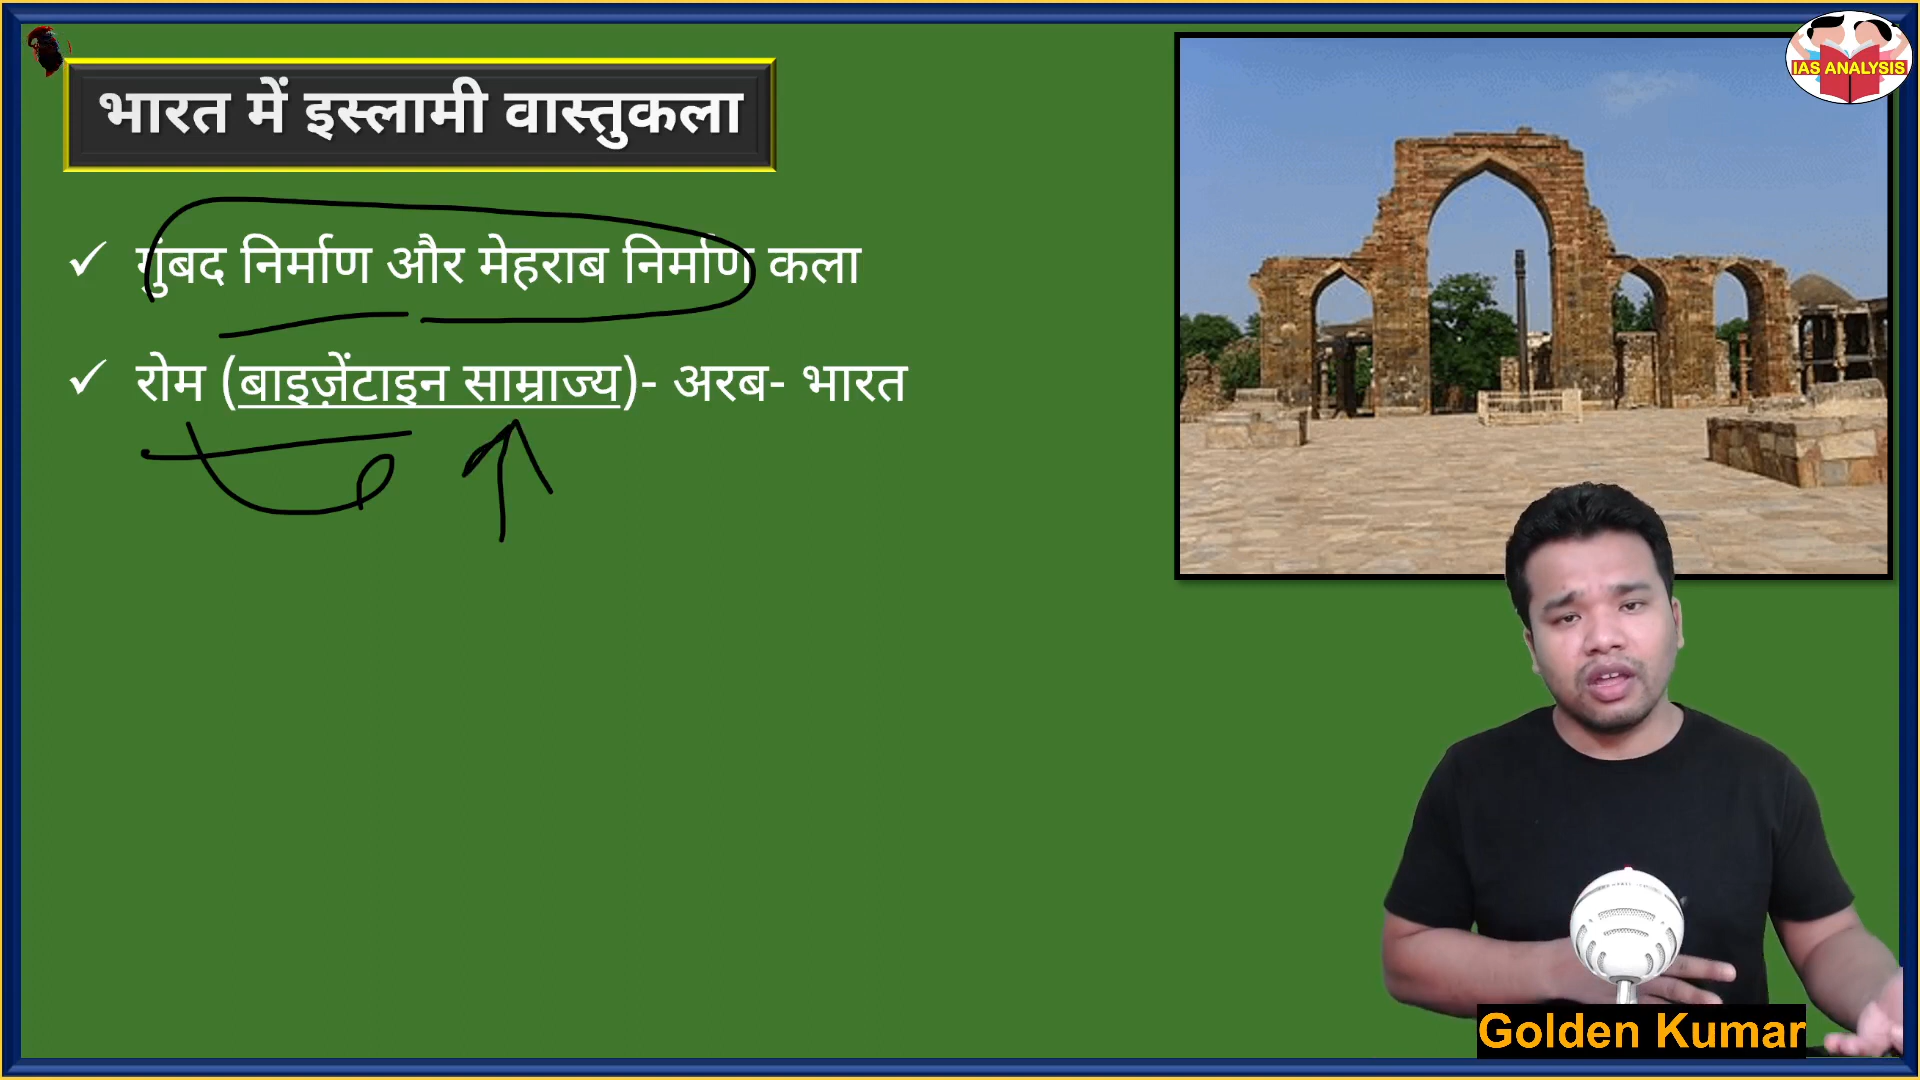 IAS ANALYSIS
भारत में इस्लामी वास्तुकला
गुंबद निर्माण और मेहराब निर्माण कला
रोम (बाइज़ेंटाइन साम्राज्य)- अरब- भारत
Golden Kumar